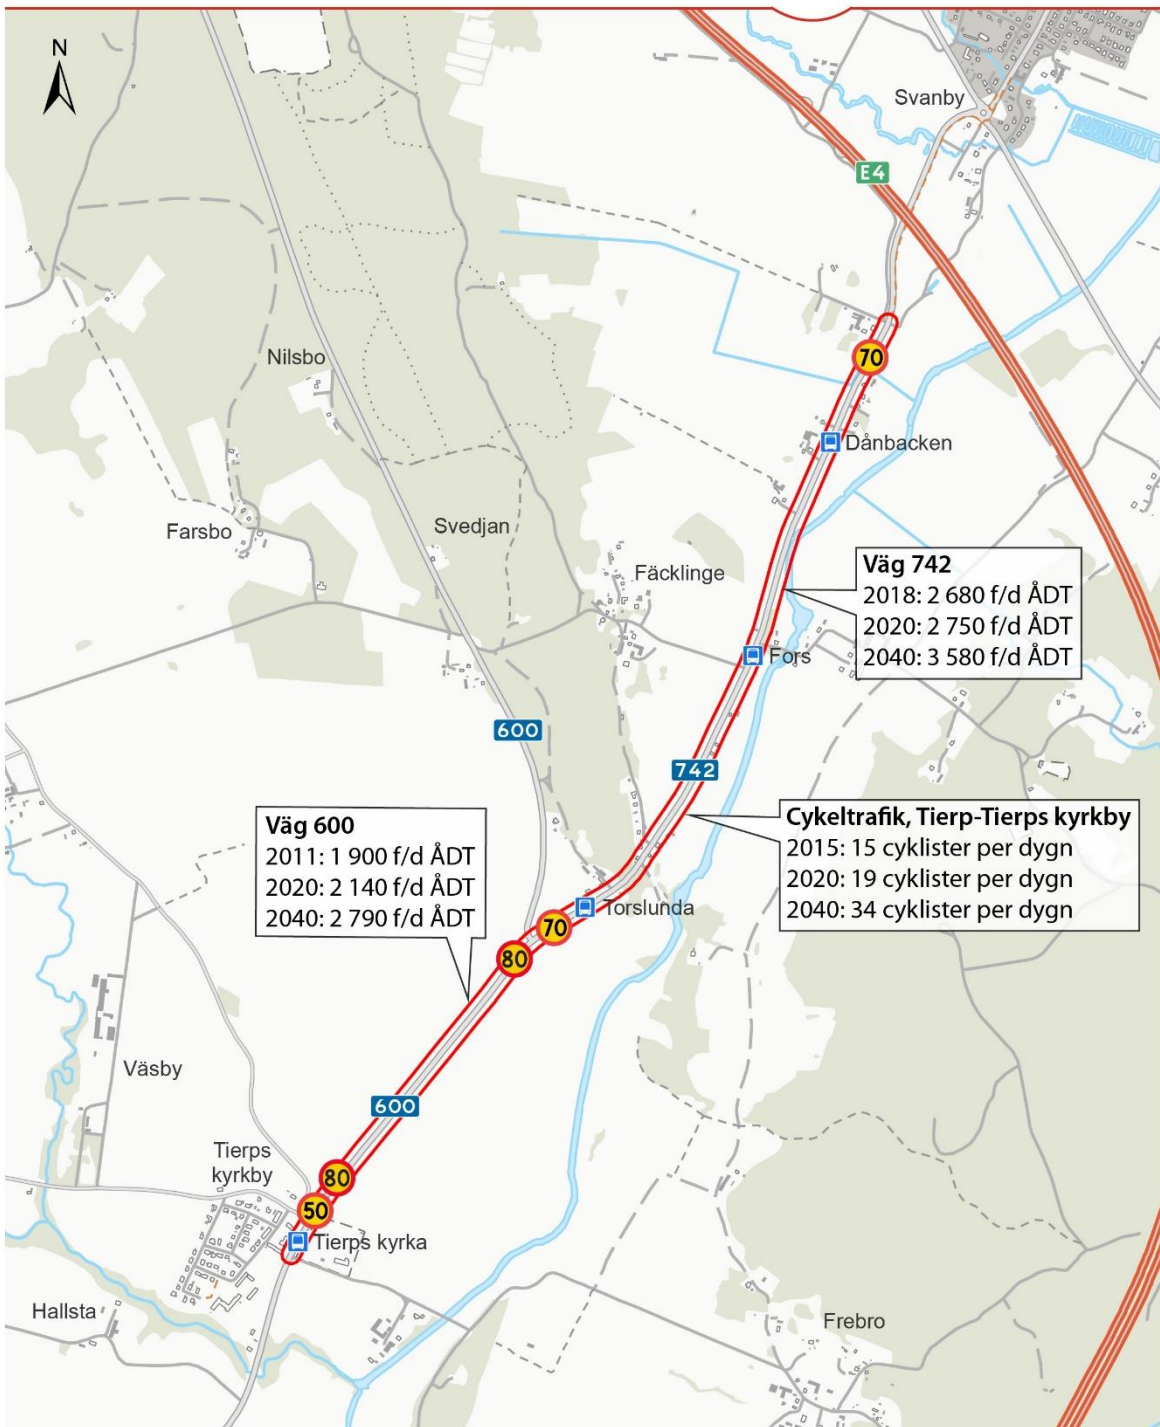 N
Svanby
E4
70
Nilsbo
Dånbacken
Farsbo
Svedjan
Fäcklinge
Väg 742
2018: 2 680 f/d ÅDT
2020: 2 750 f/d ÅDT
2040: 3 580 f/d ÅDT
Fors
600
742
Cykeltrafik, Tierp-Tierps kyrkby
2015: 15 cyklister per dygn
2020: 19 cyklister per dygn
2040: 34 cyklister per dygn
Väg 600
2011: 1 900 f/d ÅDT
2020: 2 140 f/d ÅDT
2040: 2 790 f/d ÅDT
Torslunda
70
80
Väsby
600
Tierps
kyrkby
80
50
Tierps kyrka
Hallsta
Frebro